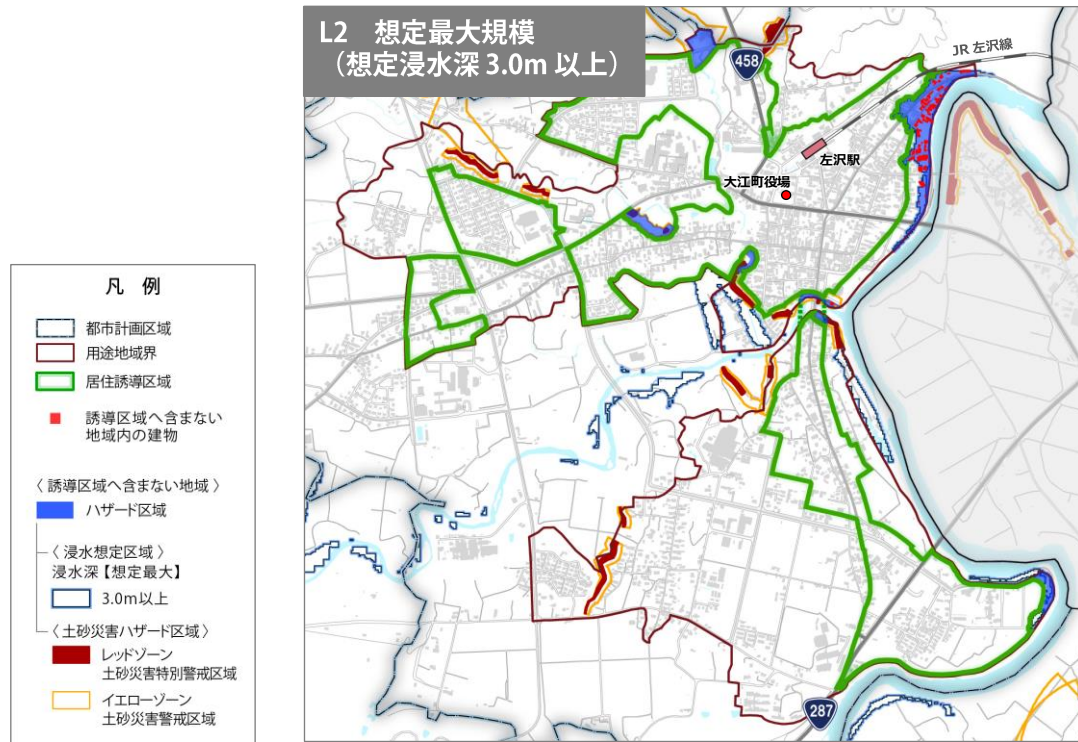 L2 想定最大規模
（想定浸水深 3.0m 以上）
458
JR 左沢線
左沢駅
大江町役場
287
凡 例
都市計画区域
用途地域界
居住誘導区域
誘導区域へ含まない
地域内の建物
〈 誘導区域へ含まない地域 〉
ハザード区域
〈 浸水想定区域 〉
浸水深【想定最大】
3.0m以上
〈 土砂災害ハザード区域 〉
レッドゾーン
土砂災害特別警戒区域
イエローゾーン
土砂災害警戒区域